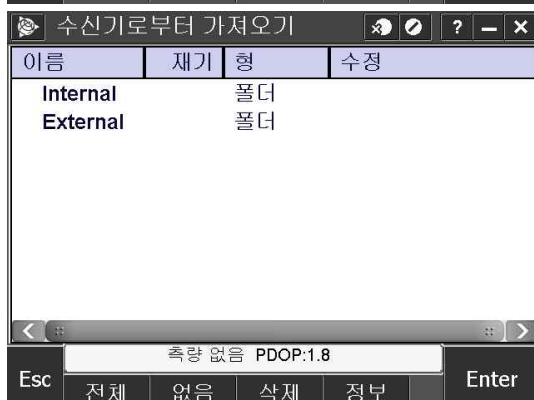 수신기로부터 가져오기 ?
이름 재기 형 수정
Internal 폴더
External 폴더
측량 없음 PDOP:1.8
Esc 전체 없음 삭제 정보 Enter